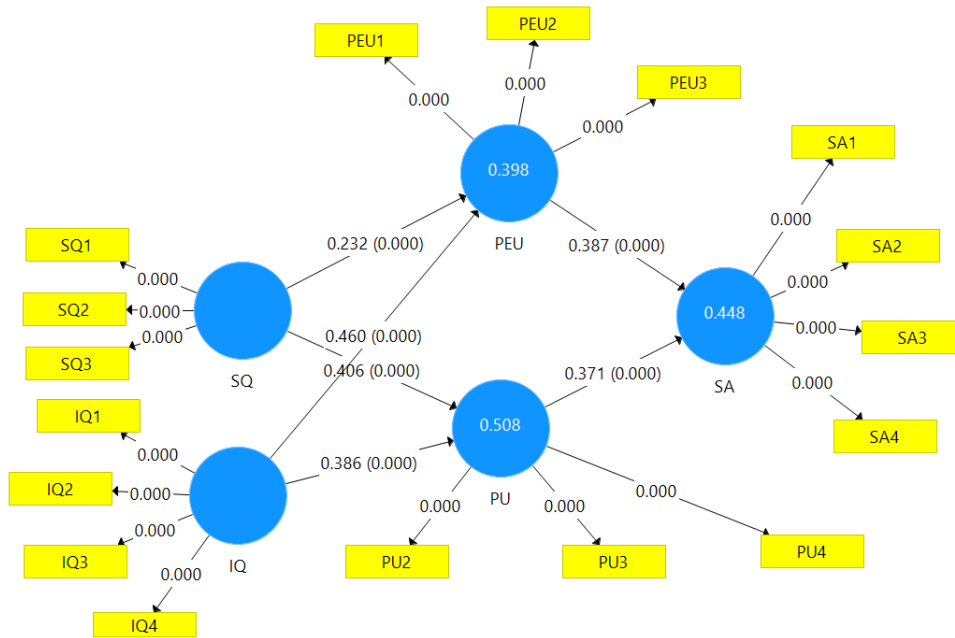 PEU1
PEU2
PEU3
0.000
0.000
0.000
0.398
PEU
SA1
0.000
SA2
0.000
SA3
0.000
SA4
0.000
0.448
SA
0.232 (0.000)
0.387 (0.000)
SQ1
0.000
SQ2
0.000
SQ3
0.000
SQ
0.460 (0.000)
0.406 (0.000)
0.371 (0.000)
IQ1
0.000
IQ2
0.000
IQ3
0.000
IQ4
0.000
IQ
0.386 (0.000)
0.508
PU
0.000
0.000
0.000
PU2
PU3
PU4